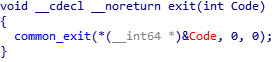 void __cdecl __noreturn exit(int Code)
{
  common_exit(*(__int64 *)&Code, 0, 0);
}